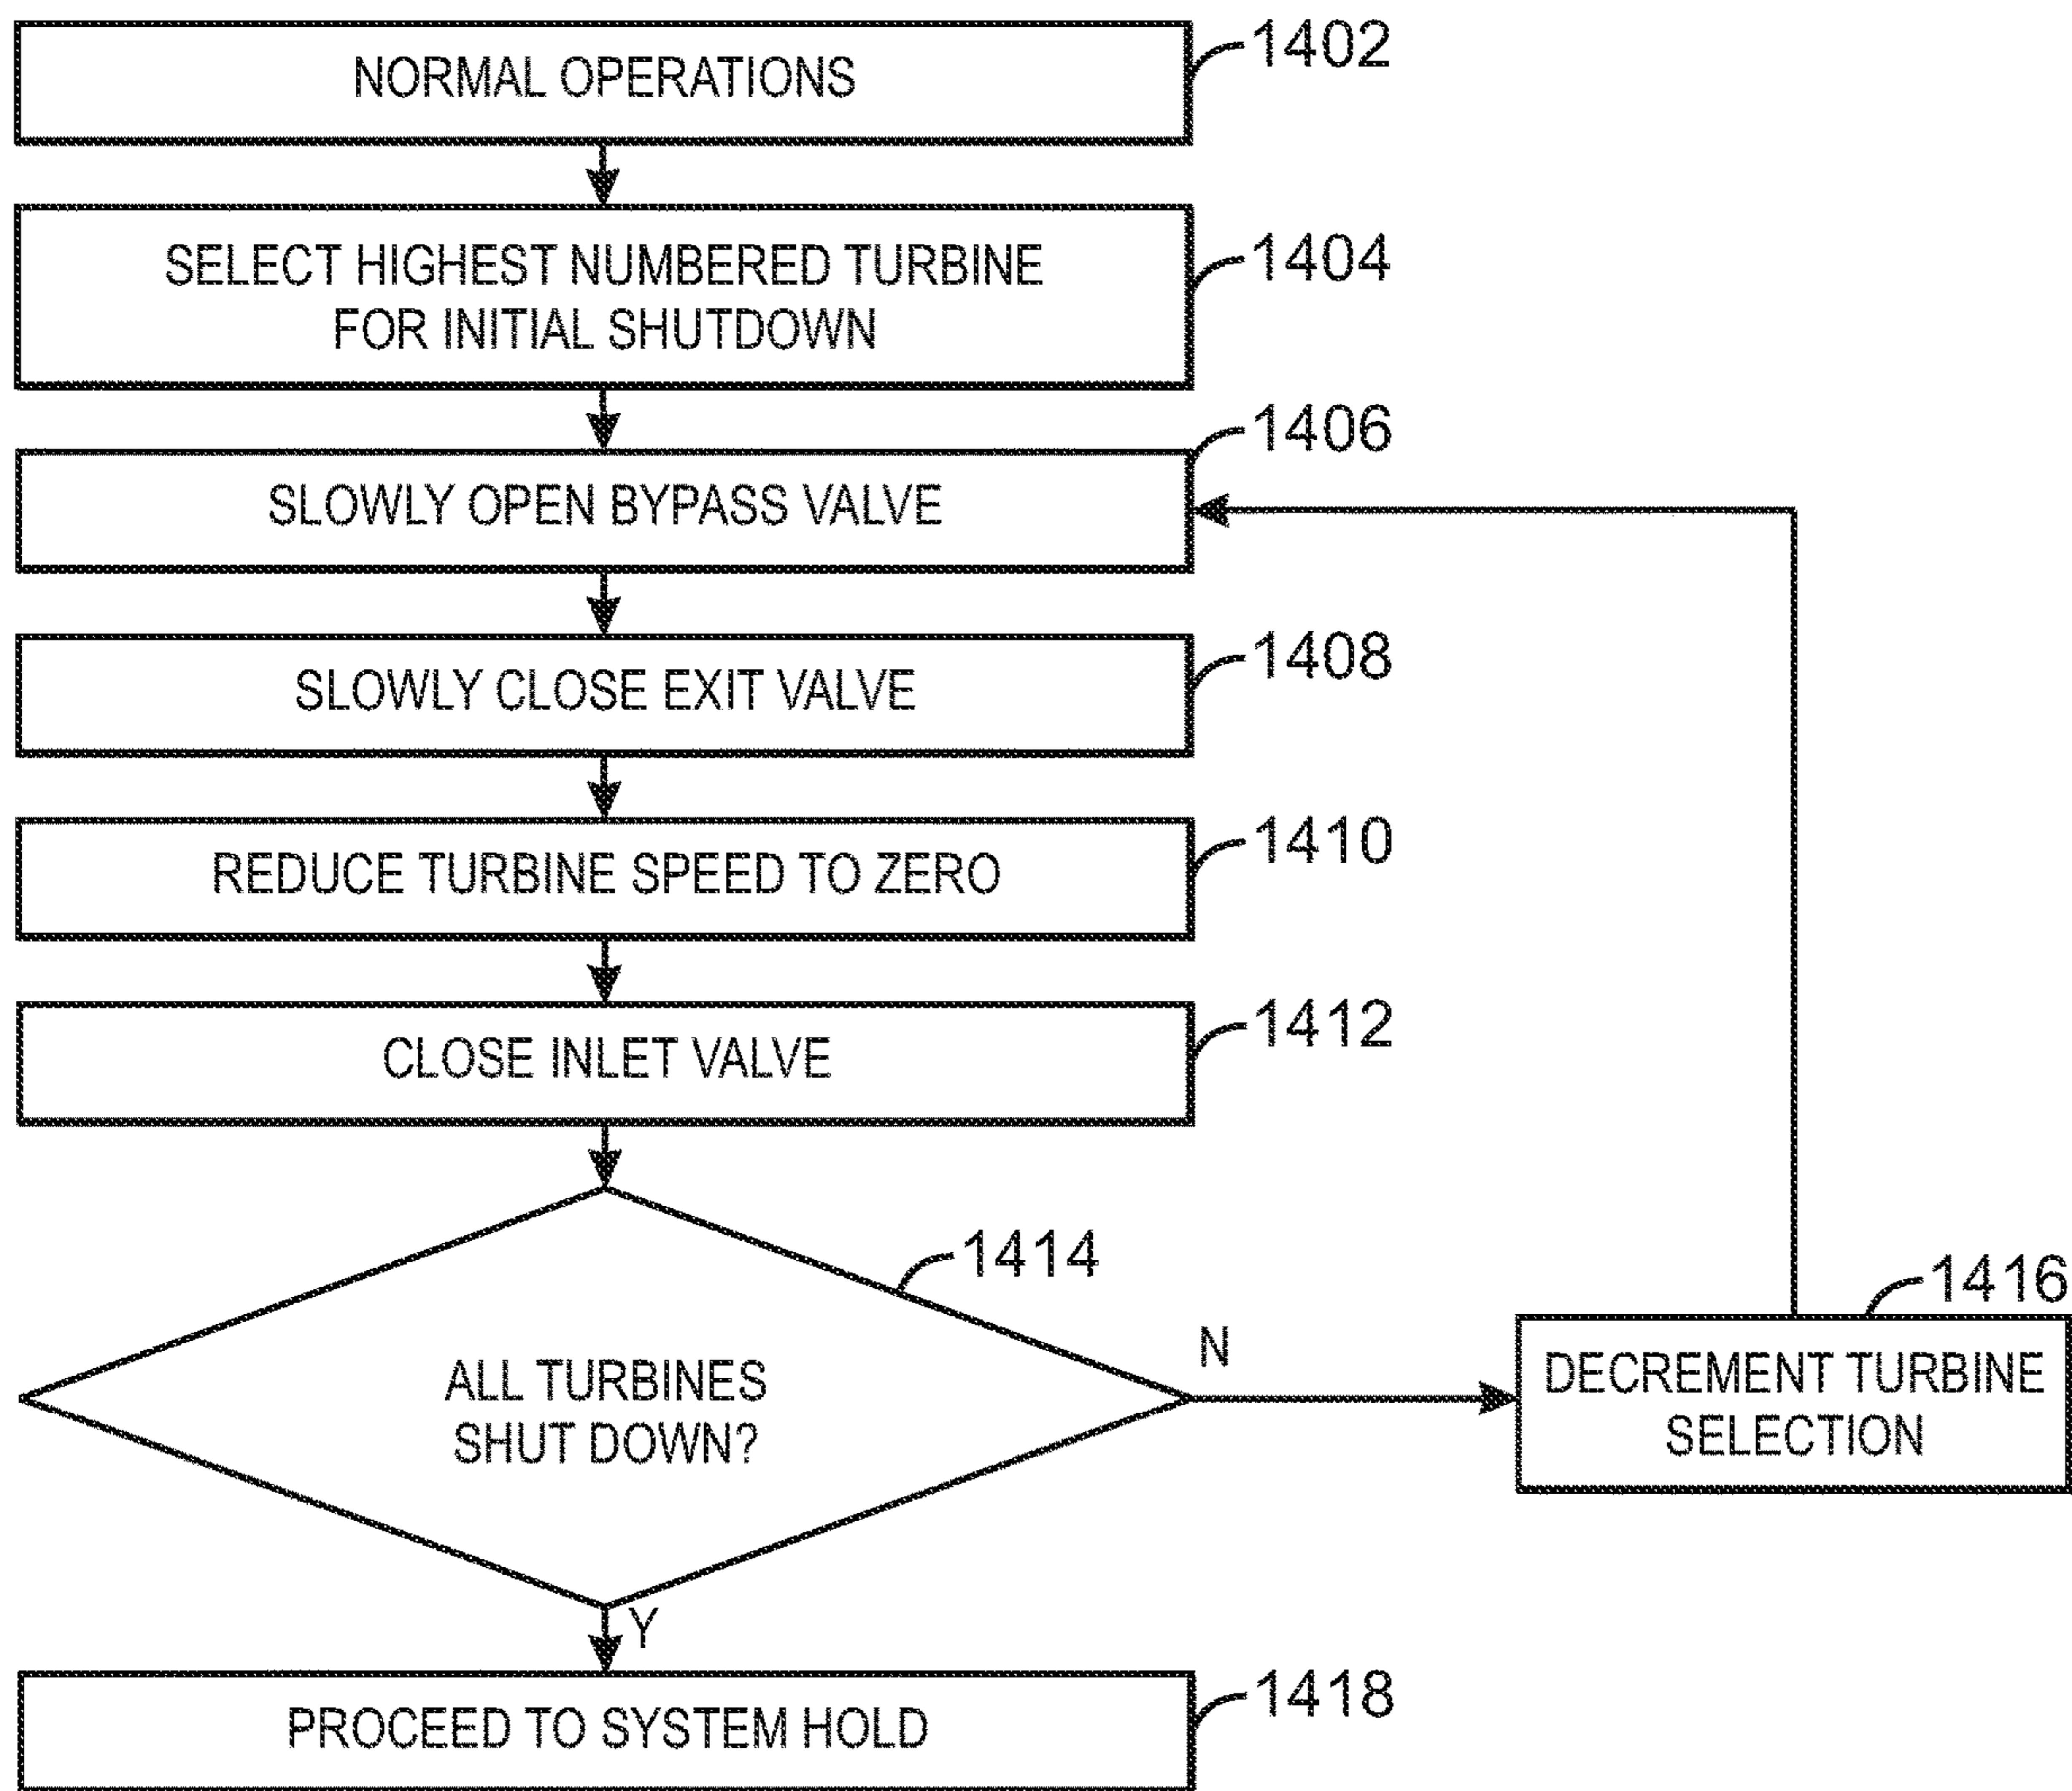 NORMAL OPERATIONS
1402
SELECT HIGHEST NUMBERED TURBINE
FOR INITIAL SHUTDOWN
1404
SLOWLY OPEN BYPASS VALVE
1406
SLOWLY CLOSE EXIT VALVE
1408
REDUCE TURBINE SPEED TO ZERO
1410
CLOSE INLET VALVE
1412
ALL TURBINES
SHUT DOWN?
1414
N
DECREMENT TURBINE
SELECTION
1416
Y
PROCEED TO SYSTEM HOLD
1418